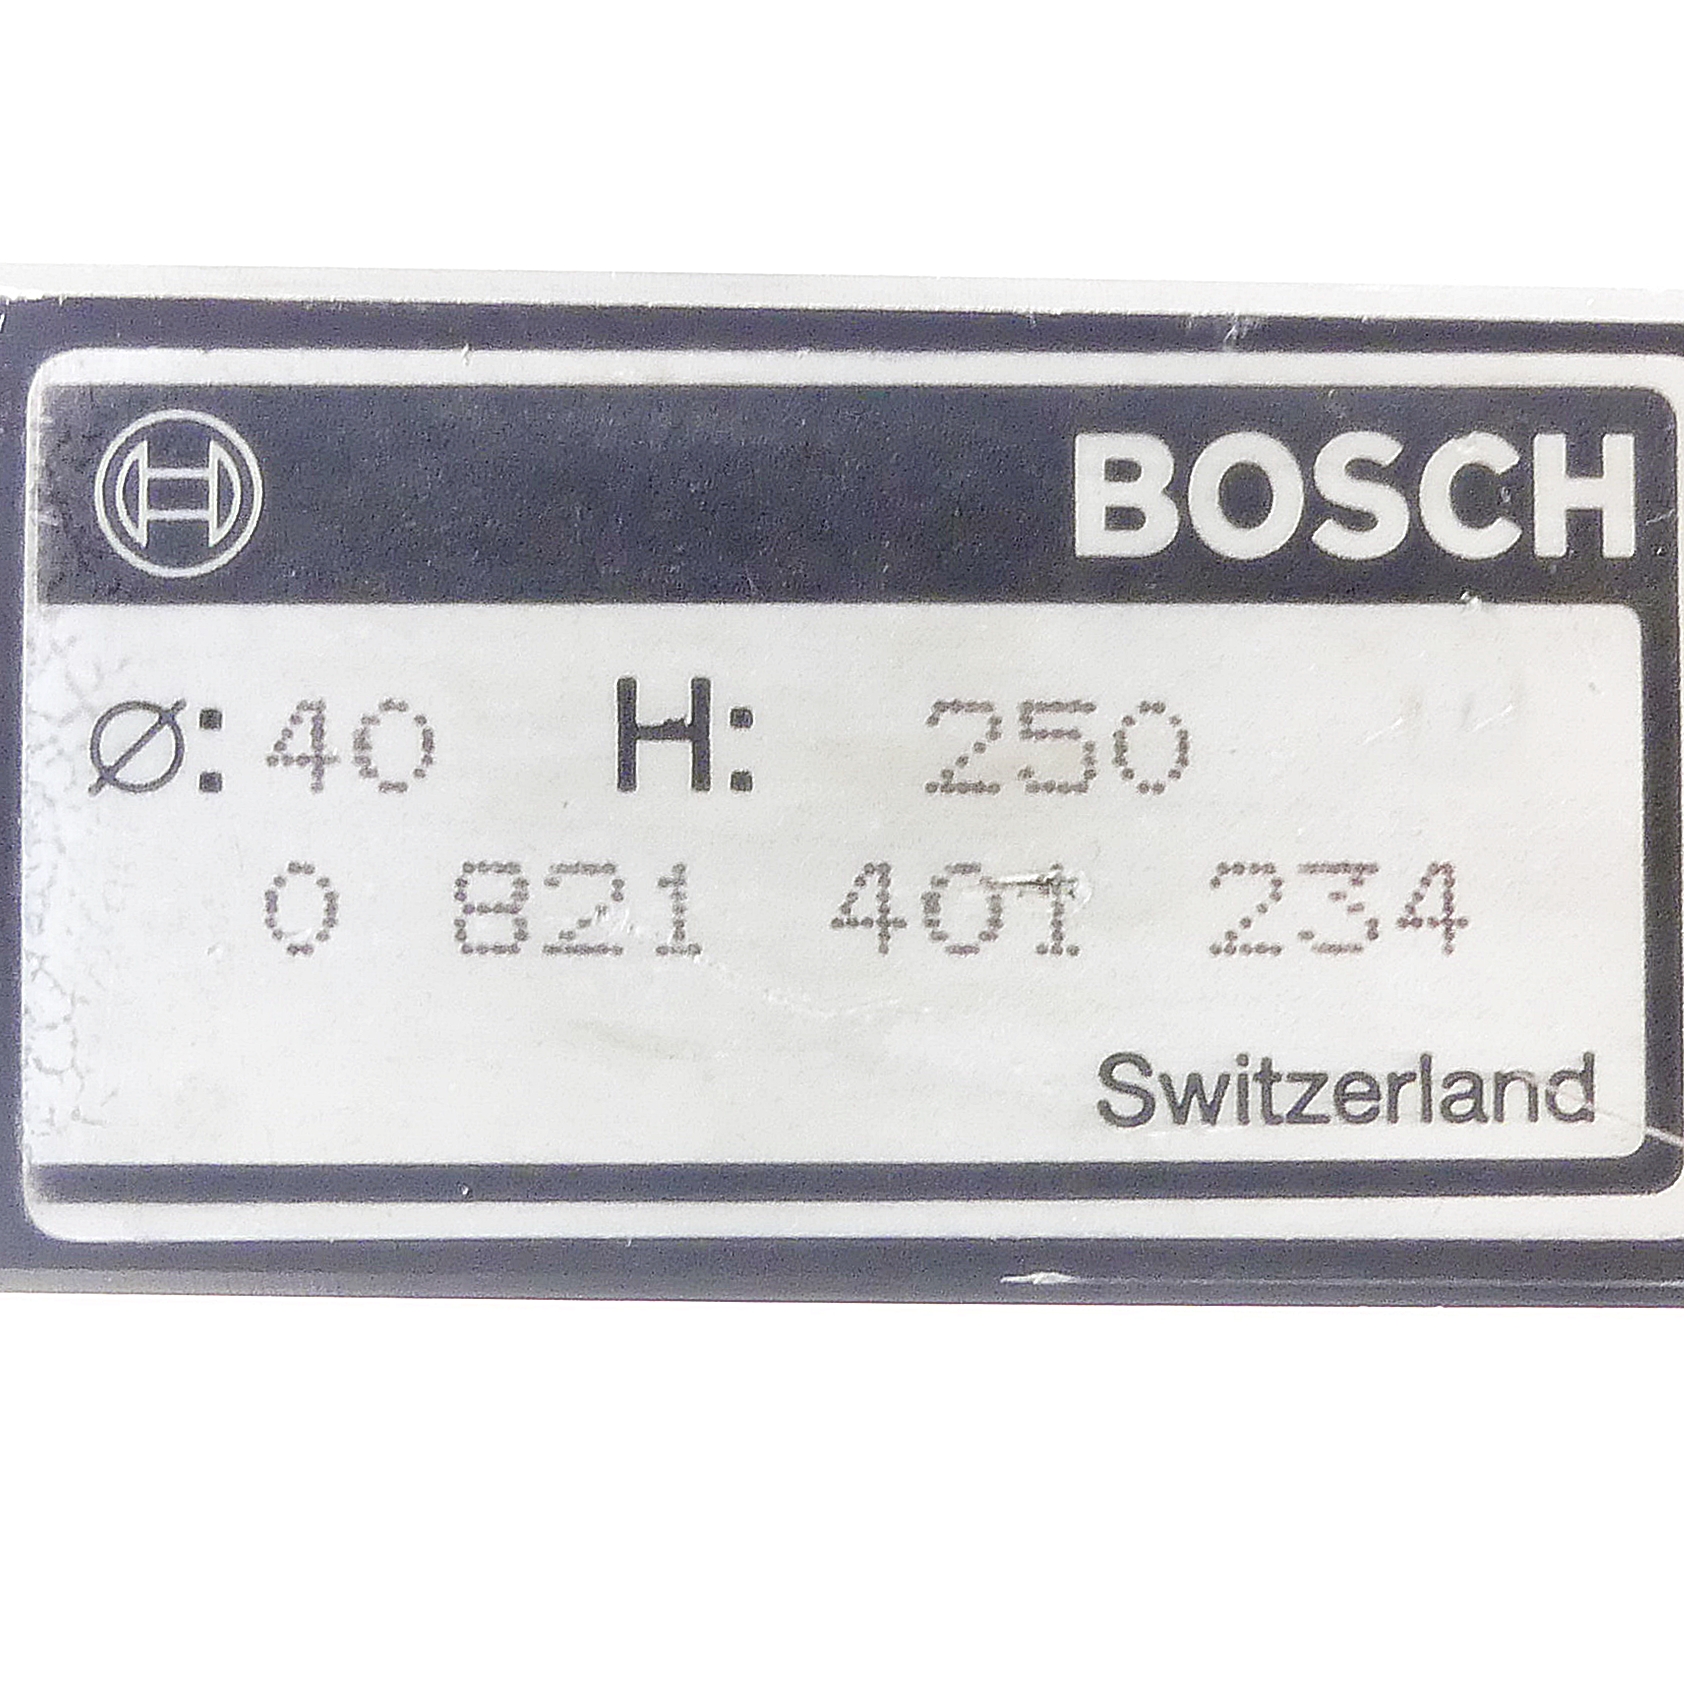 BOSCH
Ø: 40 H: 250
0 821 401 234
Switzerland